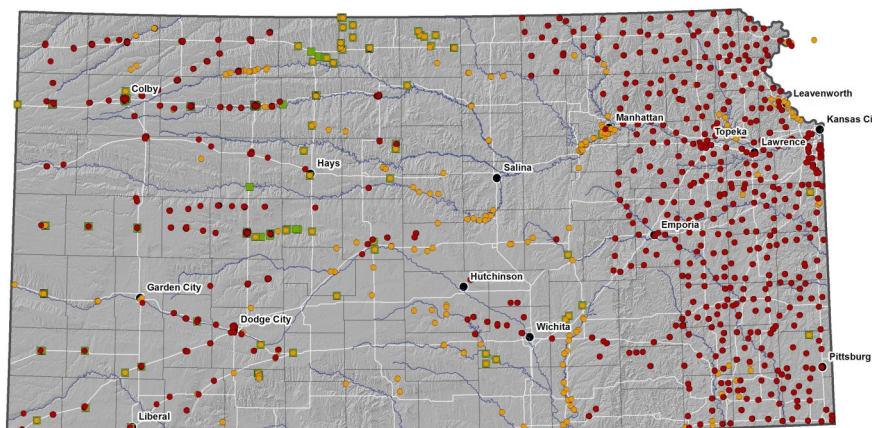 Colby
Leavenworth
Manhattan
Kansas Ci
Topeka
Lawrence
Hays
Salina
Emporia
Hutchinson
Garden City
Dodge City
Wichita
Pittsburg
Liberal